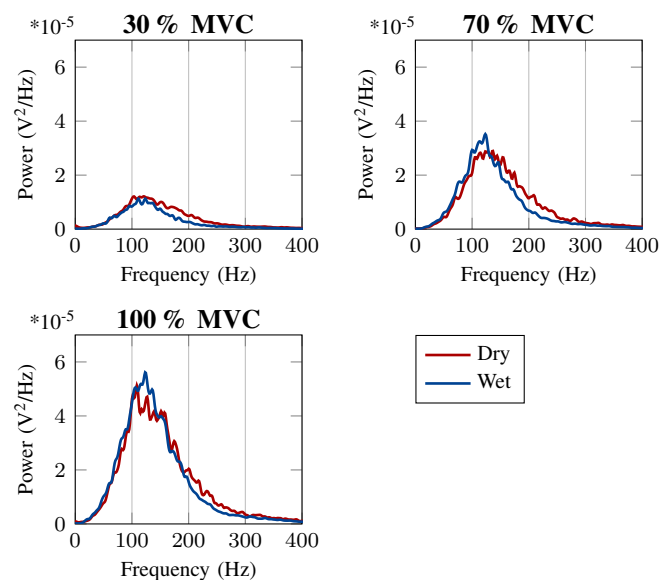 *10-5
30 % MVC
6
4
2
0
Power (V2/Hz)
0 100 200 300 400
Frequency (Hz)
*10-5
70 % MVC
6
4
2
0
Power (V2/Hz)
0 100 200 300 400
Frequency (Hz)
*10-5
100 % MVC
6
4
2
0
Power (V2/Hz)
0 100 200 300 400
Frequency (Hz)
Dry
Wet